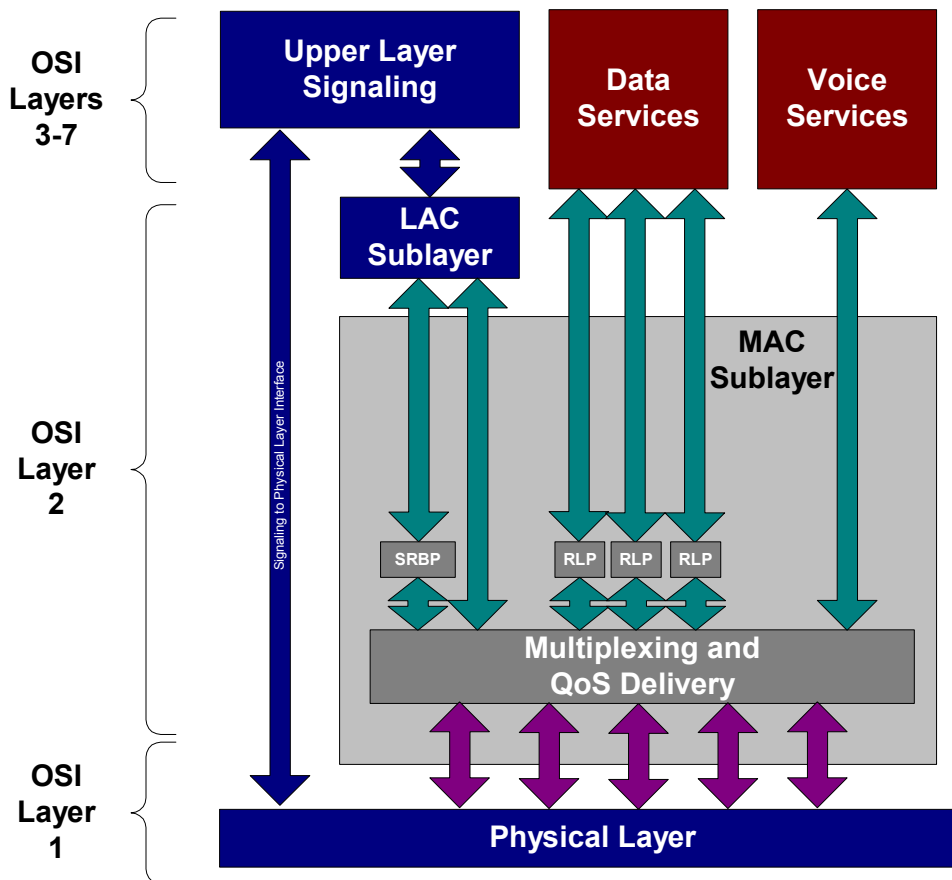 OSI
Layers
3-7
Upper Layer
Signaling
Data
Services
Voice
Services
LAC
Sublayer
MAC
Sublayer
OSI
Layer
2
Signaling to Physical Layer Interface
SRBP
RLP
RLP
RLP
Multiplexing and
QoS Delivery
OSI
Layer
1
Physical Layer